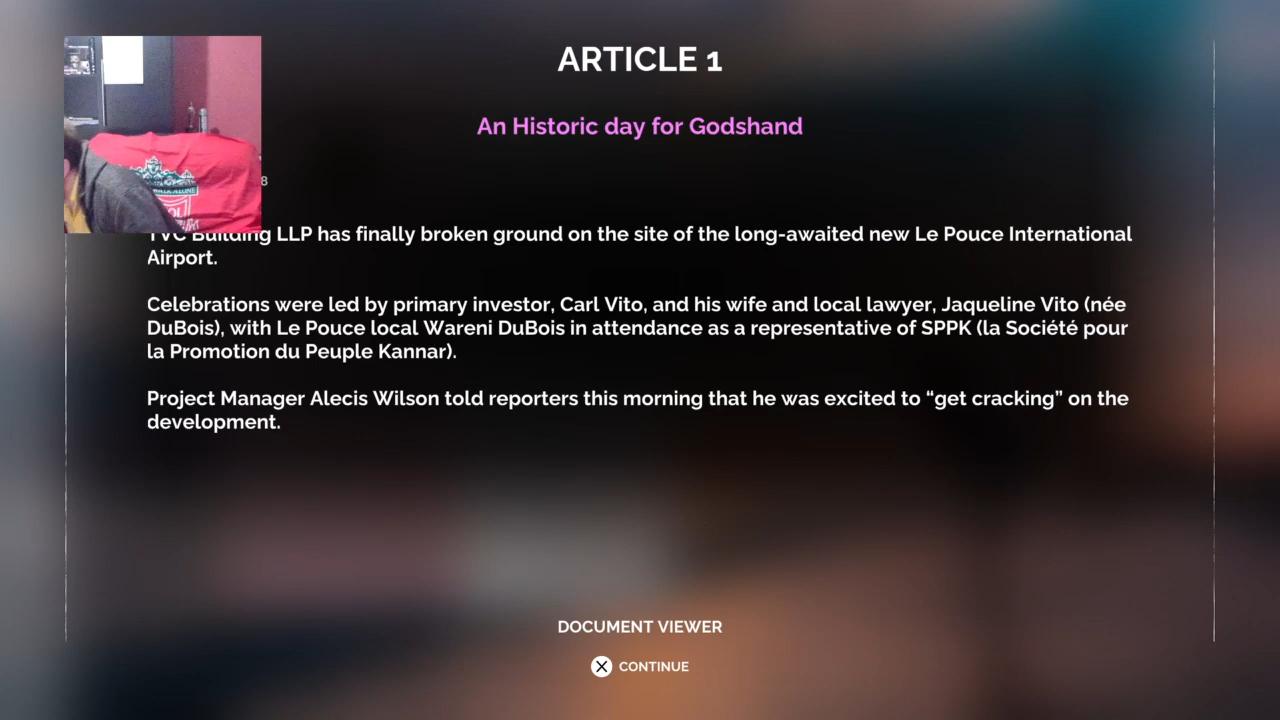 ARTICLE 1
An Historic day for Godshand
8
TVC Building LLP has finally broken ground on the site of the long-awaited new Le Pouce International
Airport.
Celebrations were led by primary investor, Carl Vito, and his wife and local lawyer, Jaqueline Vito (née
DuBois), with Le Pouce local Wareni DuBois in attendance as a representative of SPPK (la Société pour
la Promotion du Peuple Kannar).
Project Manager Alecis Wilson told reporters this morning that he was excited to “get cracking” on the
development.
DOCUMENT VIEWER
X CONTINUE